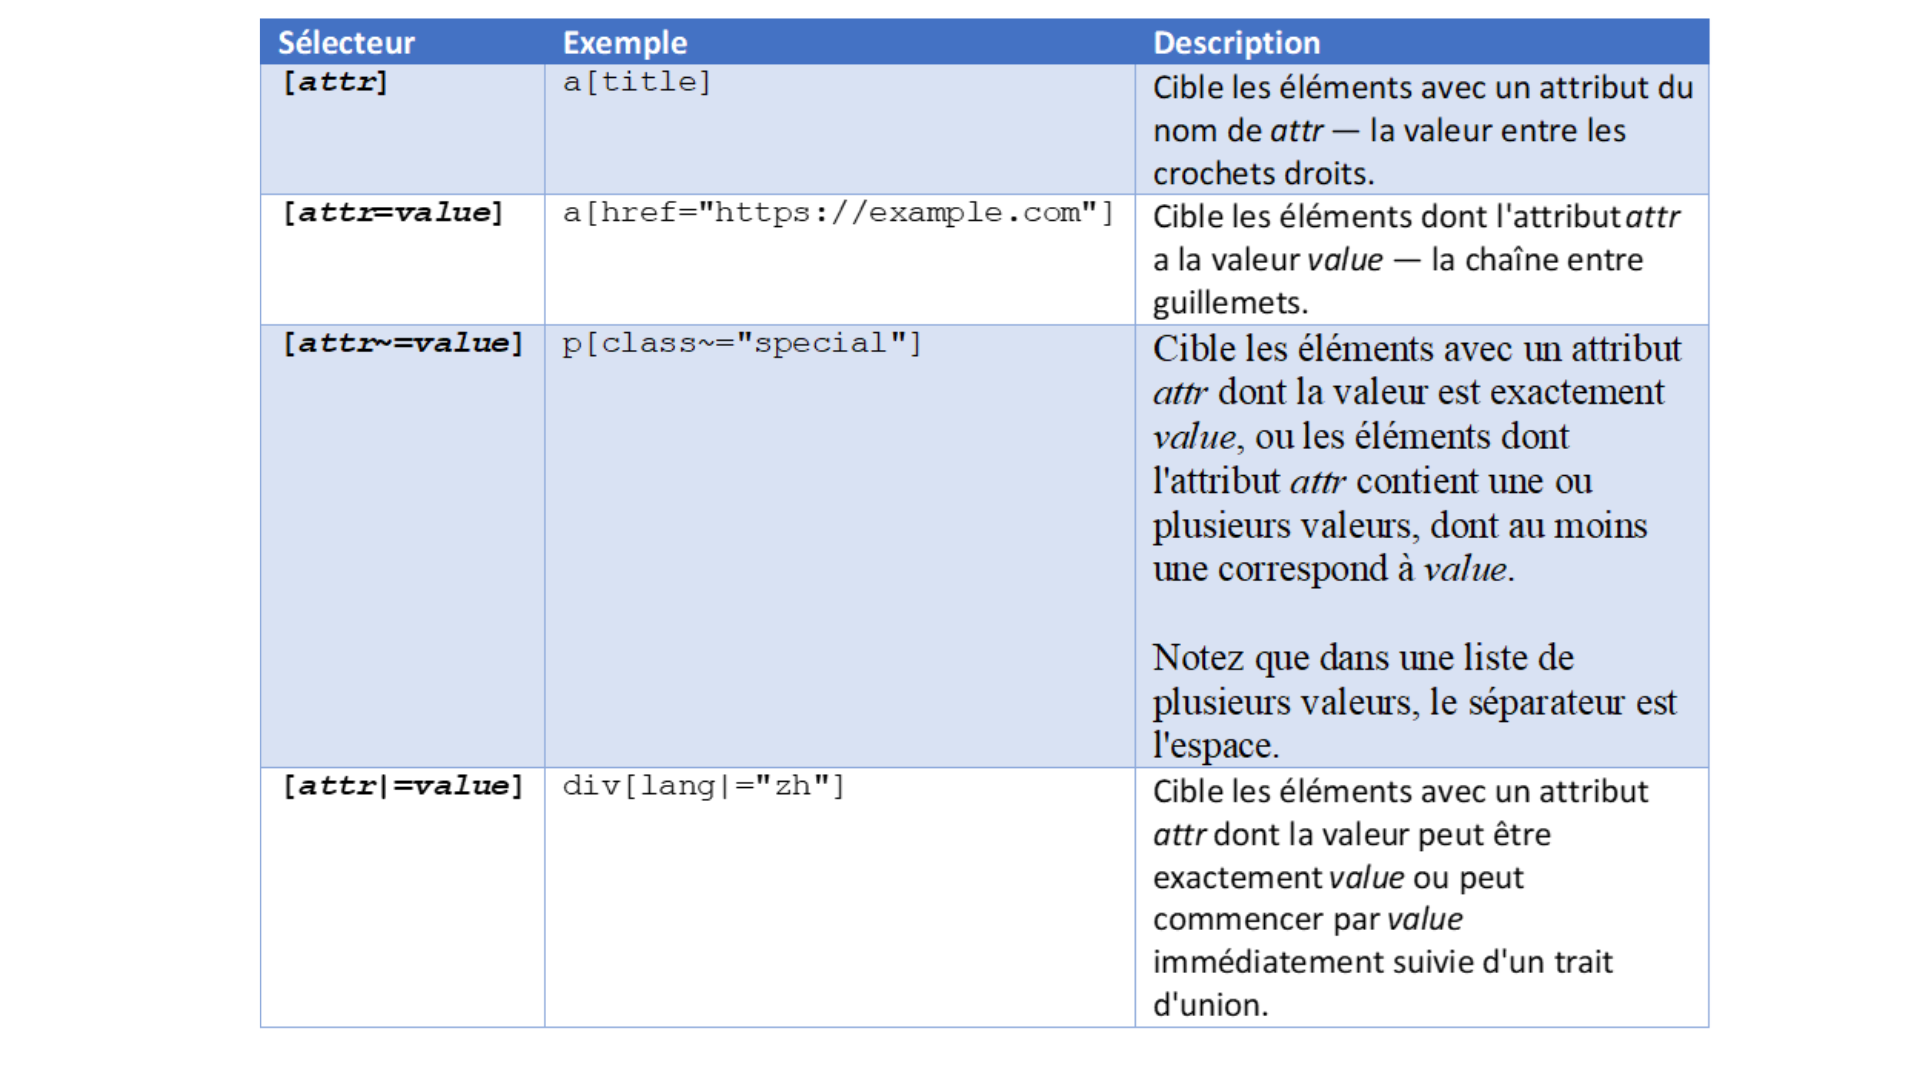 Sélecteur Exemple Description
[attr] a[title] Cible les éléments avec un attribut du
nom de attr — la valeur entre les
crochets droits.
[attr=value] a[href="https://example.com"] Cible les éléments dont l'attribut attr
a la valeur value — la chaîne entre
guillemets.
[attr~=value] p[class~="special"] Cible les éléments avec un attribut
attr dont la valeur est exactement
value, ou les éléments dont
l'attribut attr contient une ou
plusieurs valeurs, dont au moins
une correspond à value.
Notez que dans une liste de
plusieurs valeurs, le séparateur est
l'espace.
[attr|=value] div[lang|="zh"] Cible les éléments avec un attribut
attr dont la valeur peut être
exactement value ou peut
commencer par value
immédiatement suivie d'un trait
d'union.